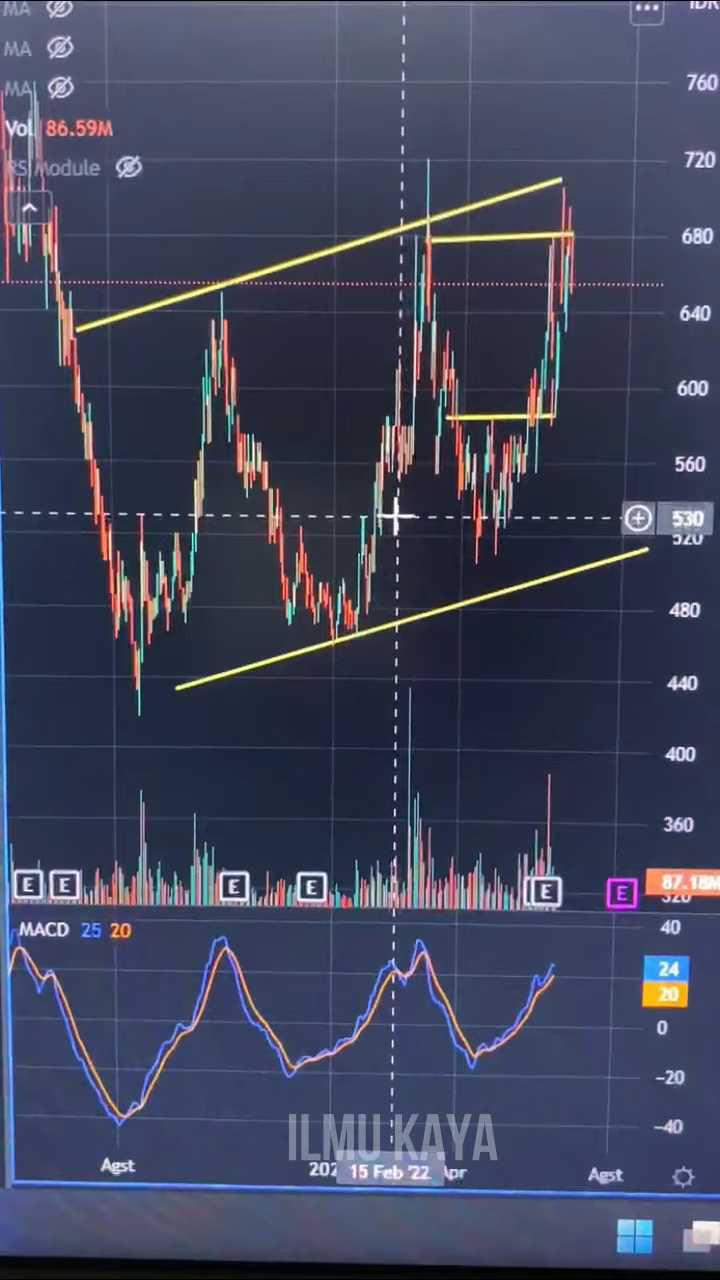 MA
IDR
MA
MA
760
Vol 86.59M
720
RS Module
680
640
600
560
530
520
480
440
400
360
E E E E E E
87.18M
320
MACD 25 20
40
24
20
0
-20
-40
ILMU KAYA
Agst 202 15 Feb '22 Apr Agst